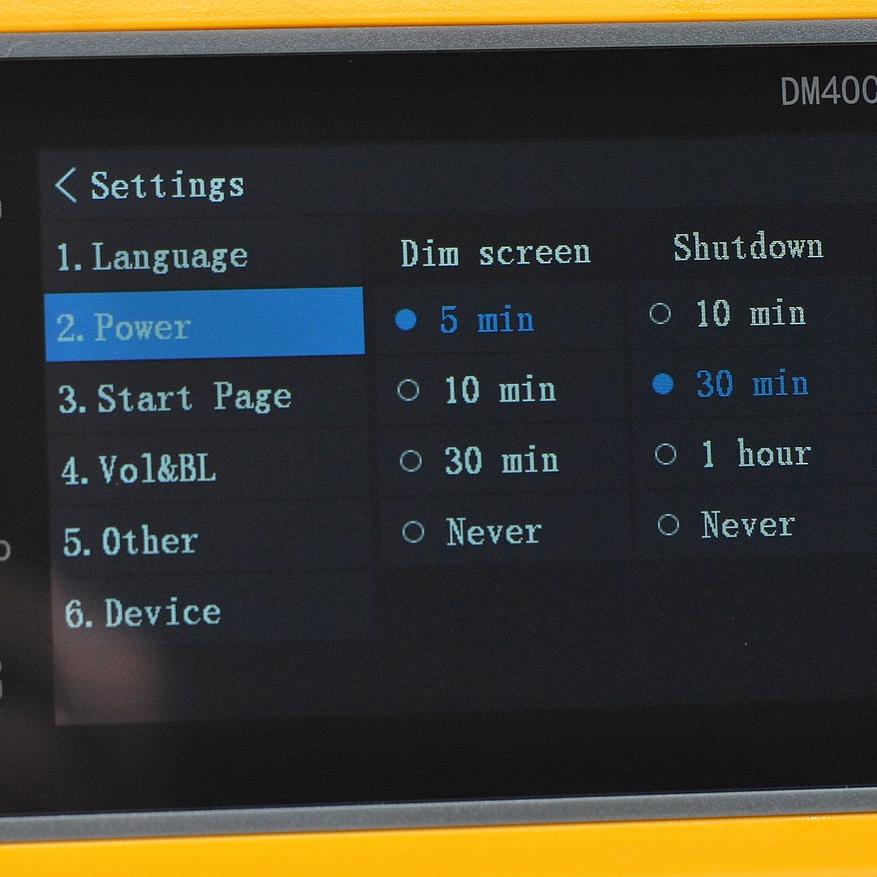 DM40C
< Settings
1. Language
2. Power
3. Start Page
4. Vol&BL
5. Other
6. Device
Dim screen
5 min
10 min
30 min
Never
Shutdown
10 min
30 min
1 hour
Never